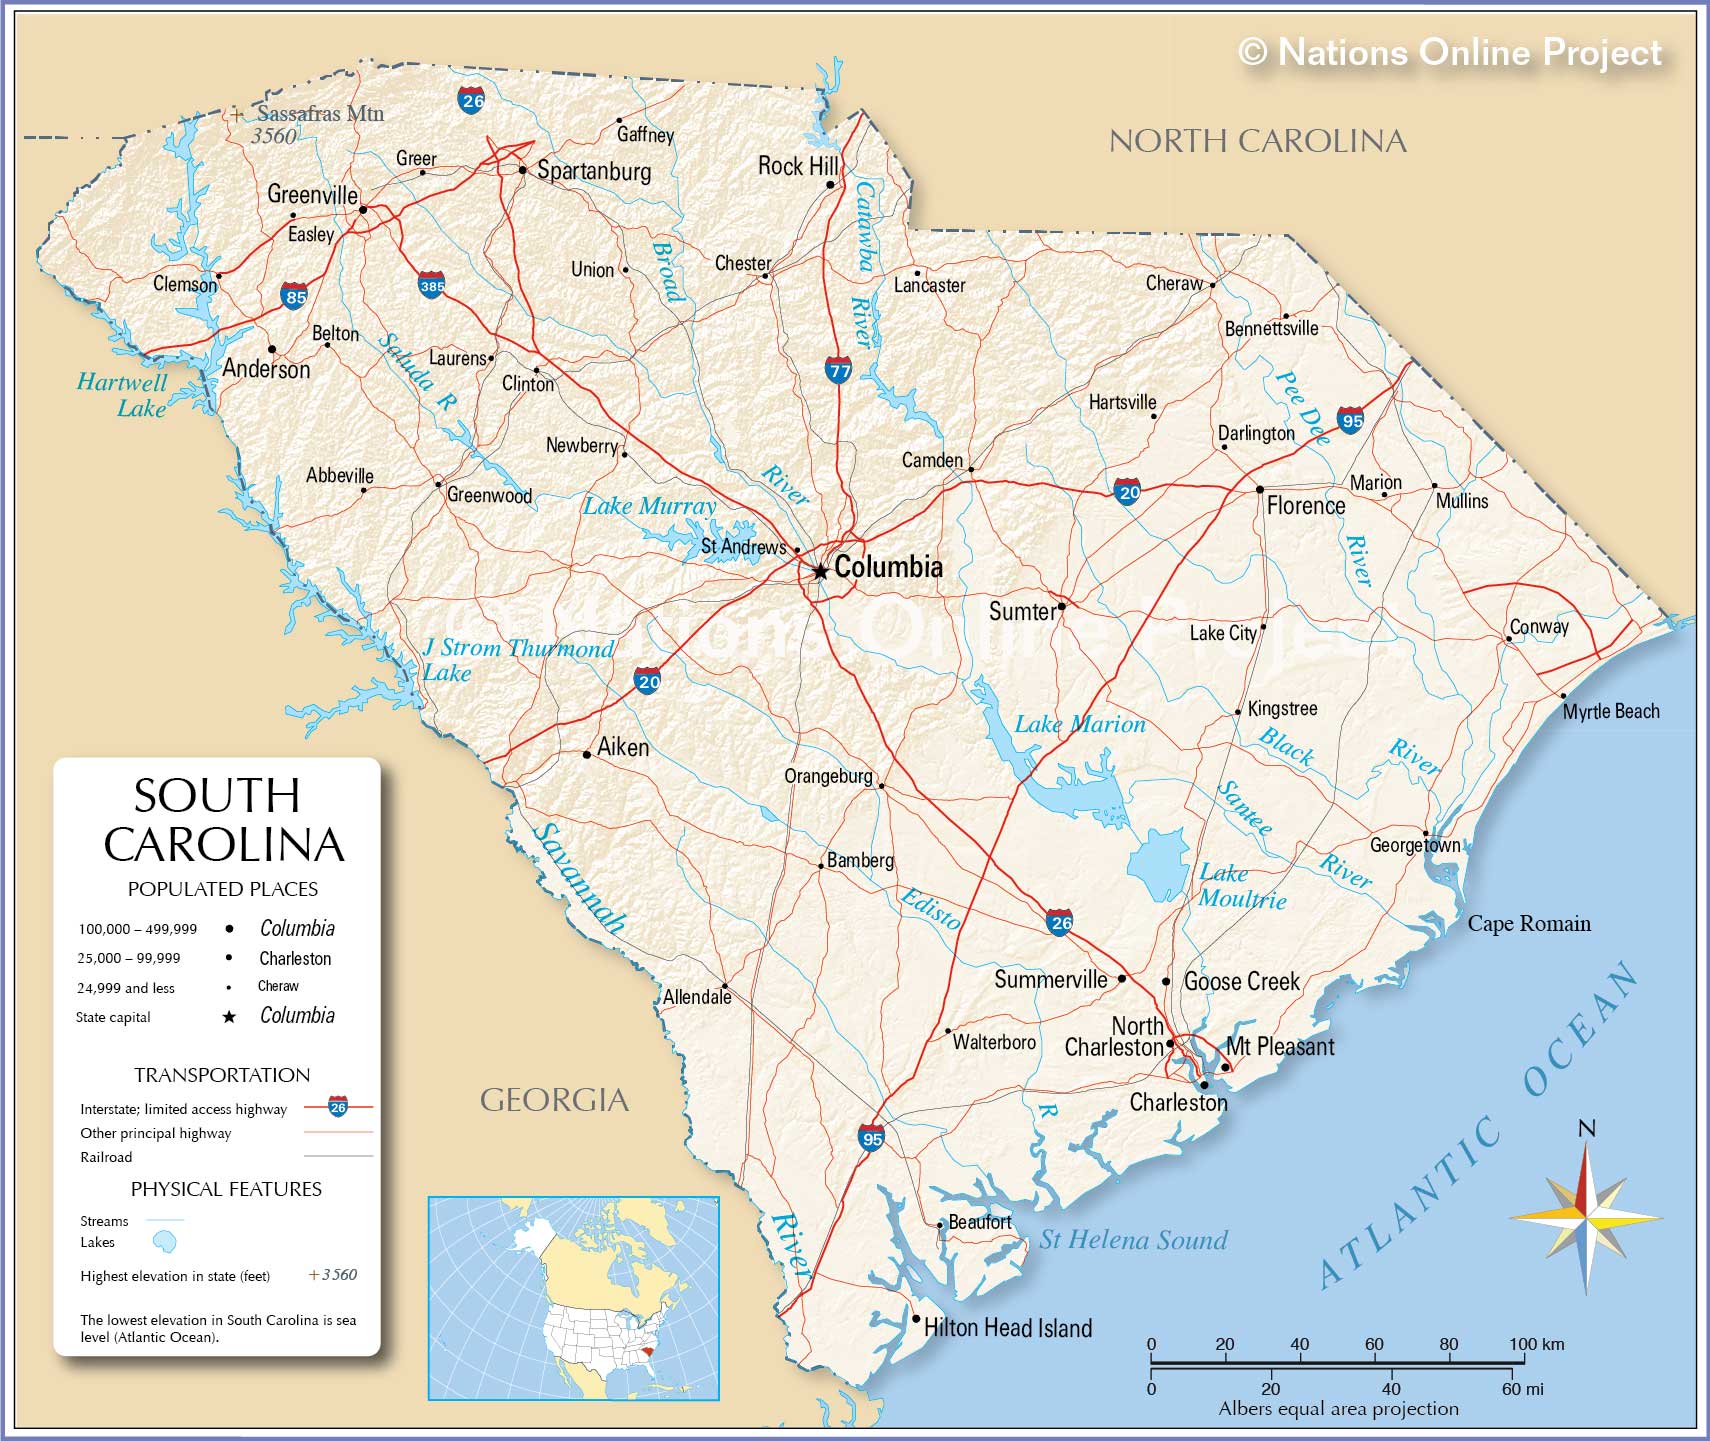 © Nations Online Project
NORTH CAROLINA
Sassafras Mtn
3560
26
Gaffney
Greer
Spartanburg
Rock Hill
Greenville
Easley
Catawba
River
Broad
River
Union
Chester
Lancaster
Cheraw
Clemson
85
385
Bennettsville
Belton
Saluda R
Laurens
Clinton
Anderson
77
Hartwell
Lake
Pee Dee
River
95
Hartsville
Darlington
Newberry
Camden
Abbeville
Greenwood
20
Marion
Mullins
Florence
Lake Murray
St Andrews
Columbia
© Nations Online Project
Sumter
Lake City
Conway
J Strom Thurmond
Lake
20
Lake Marion
Kingstree
Myrtle Beach
Aiken
Black
River
Orangeburg
Santee
River
Georgetown
Savannah
River
Bamberg
Lake
Moultrie
Edisto
R
26
Cape Romain
Summerville
Goose Creek
Allendale
North
Charleston
Mt Pleasant
Walterboro
Charleston
GEORGIA
95
Beaufort
St Helena Sound
Hilton Head Island
ATLANTIC OCEAN
N
SOUTH
CAROLINA
POPULATED PLACES
100,000 – 499,999 Columbia
25,000 – 99,999 Charleston
24,999 and less Cheraw
State capital Columbia
TRANSPORTATION
Interstate; limited access highway 26
Other principal highway
Railroad
PHYSICAL FEATURES
Streams
Lakes
Highest elevation in state (feet) +3560
The lowest elevation in South Carolina is sea
level (Atlantic Ocean).
0 20 40 60 80 100 km
0 20 40 60 mi
Albers equal area projection